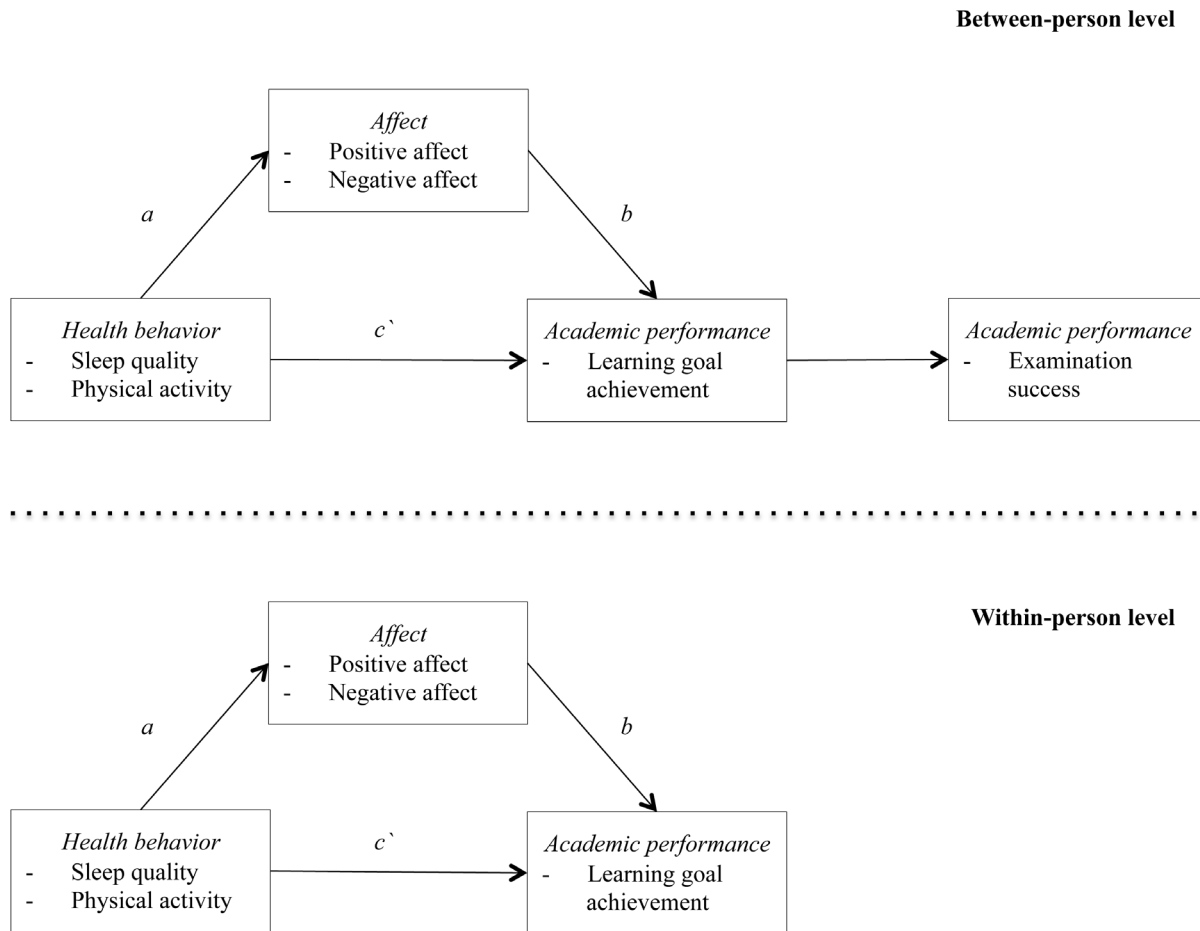 Between-person level
Affect
- Positive affect
- Negative affect
a
b
Health behavior
- Sleep quality
- Physical activity
c`
Academic performance
- Learning goal
achievement
Academic performance
- Examination
success
Within-person level
Affect
- Positive affect
- Negative affect
a
b
Health behavior
- Sleep quality
- Physical activity
c`
Academic performance
- Learning goal
achievement